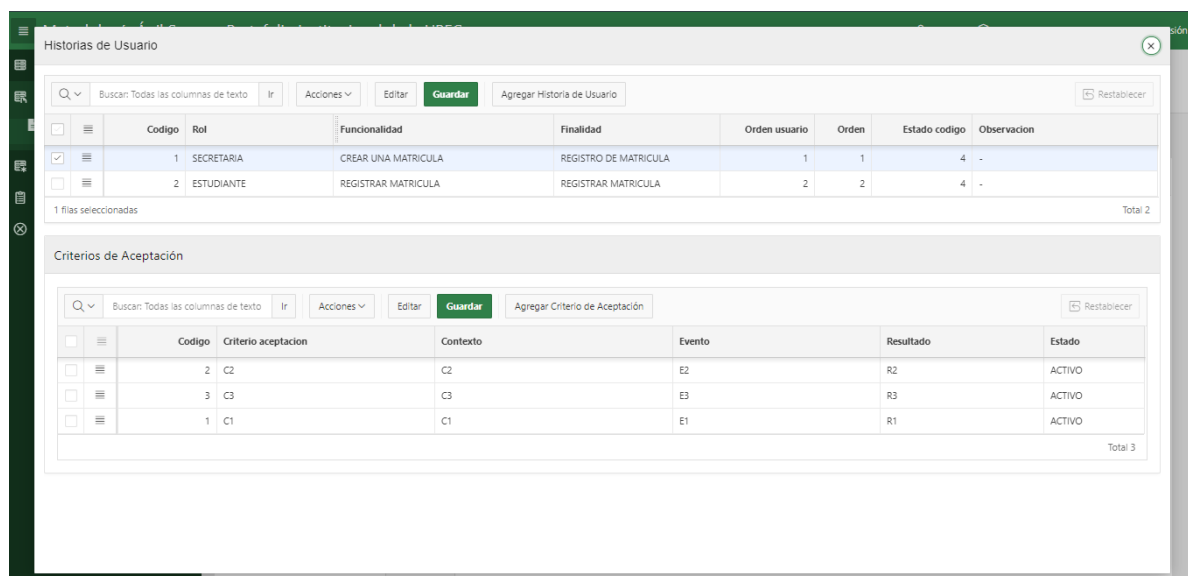 sión
Historias de Usuario
Buscar: Todas las columnas de texto Ir Acciones Editar Guardar Agregar Historia de Usuario Restablecer
Codigo Rol Funcionalidad Finalidad Orden usuario Orden Estado codigo Observacion
1 SECRETARIA CREAR UNA MATRICULA REGISTRO DE MATRICULA 1 1 4 -
2 ESTUDIANTE REGISTRAR MATRICULA REGISTRAR MATRICULA 2 2 4 -
1 filas seleccionadas Total 2
Criterios de Aceptación
Buscar: Todas las columnas de texto Ir Acciones Editar Guardar Agregar Criterio de Aceptación Restablecer
Codigo Criterio aceptacion Contexto Evento Resultado Estado
2 C2 C2 E2 R2 ACTIVO
3 C3 C3 E3 R3 ACTIVO
1 C1 C1 E1 R1 ACTIVO
Total 3